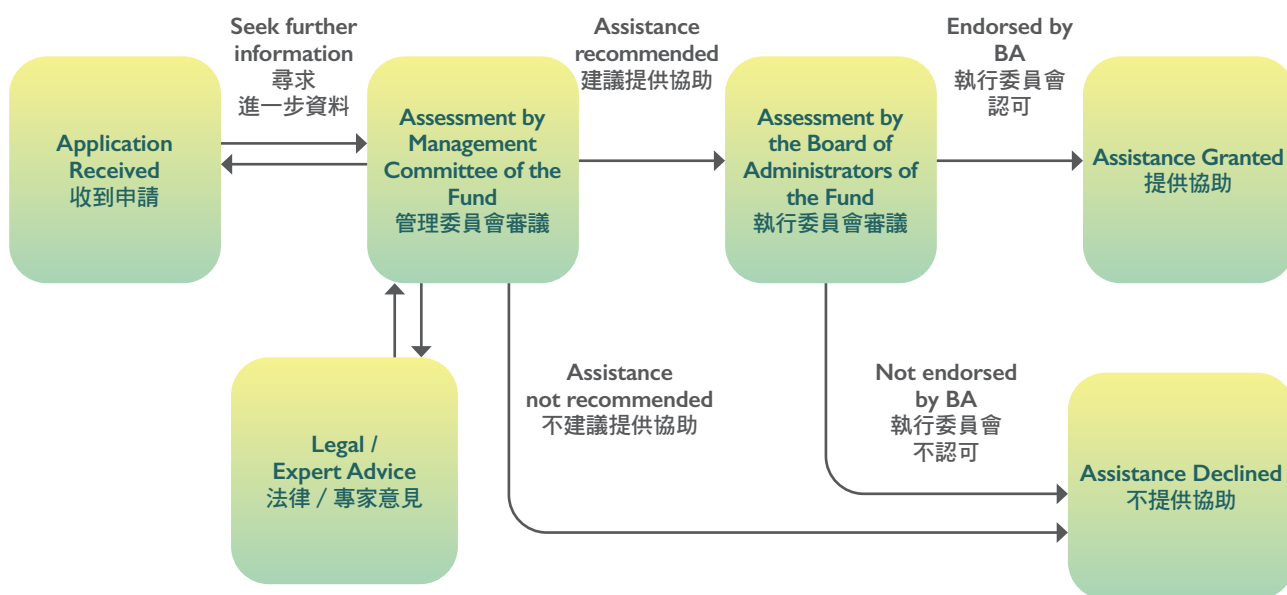 Seek further
information
尋求
進一步資料
Assistance
recommended
建議提供協助
Endorsed by
BA
執行委員會
認可
Application
Received
收到申請
Assessment by
Management
Committee of the
Fund
管理委員會審議
Assessment by
the Board of
Administrators of
the Fund
執行委員會審議
Assistance Granted
提供協助
Legal /
Expert Advice
法律 / 專家意見
Assistance
not recommended
不建議提供協助
Not endorsed
by BA
執行委員會
不認可
Assistance Declined
不提供協助